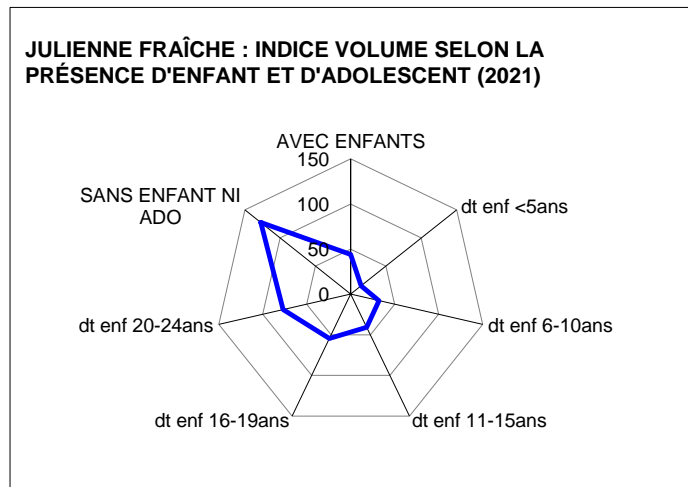 JULIENNE FRAÎCHE : INDICE VOLUME SELON LA
PRÉSENCE D'ENFANT ET D'ADOLESCENT (2021)
AVEC ENFANTS
150
100
50
0
dt enf <5ans
dt enf 6-10ans
dt enf 11-15ans
dt enf 16-19ans
dt enf 20-24ans
SANS ENFANT NI
ADO